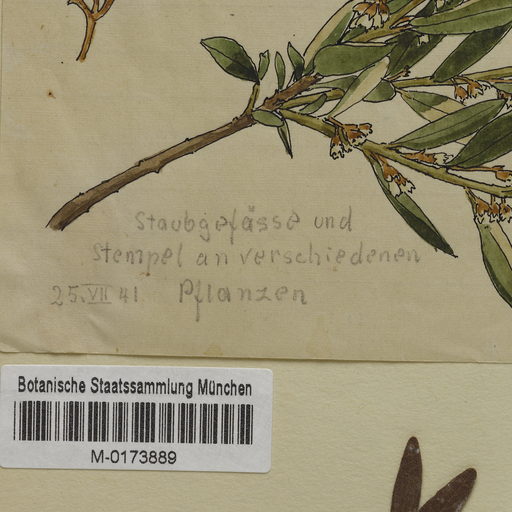 Staubgefässe und
Stempel an verschiedenen
25.VII 41 Pflanzen
Botanische Staatssammlung München
M-0173889